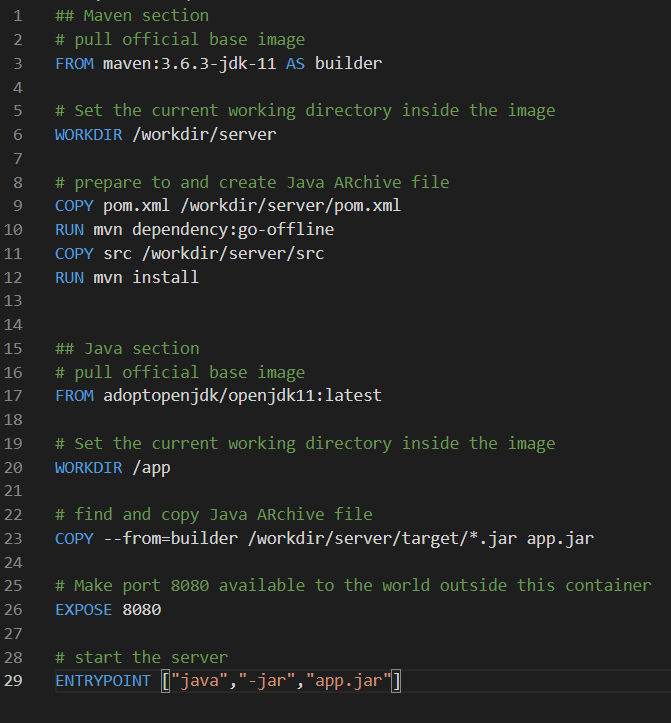 1 ## Maven section
2 # pull official base image
3 FROM maven:3.6.3-jdk-11 AS builder
4
5 # Set the current working directory inside the image
6 WORKDIR /workdir/server
7
8 # prepare to and create Java ARchive file
9 COPY pom.xml /workdir/server/pom.xml
10 RUN mvn dependency:go-offline
11 COPY src /workdir/server/src
12 RUN mvn install
13
14
15 ## Java section
16 # pull official base image
17 FROM adoptopenjdk/openjdk11:latest
18
19 # Set the current working directory inside the image
20 WORKDIR /app
21
22 # find and copy Java ARchive file
23 COPY --from=builder /workdir/server/target/*.jar app.jar
24
25 # Make port 8080 available to the world outside this container
26 EXPOSE 8080
27
28 # start the server
29 ENTRYPOINT ["java","-jar","app.jar"]